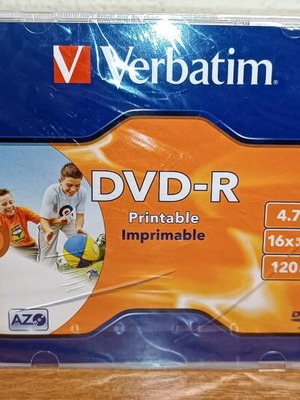 Verbatim
DVD-R
Printable
Imprimable
4.7
16x
120
AZO